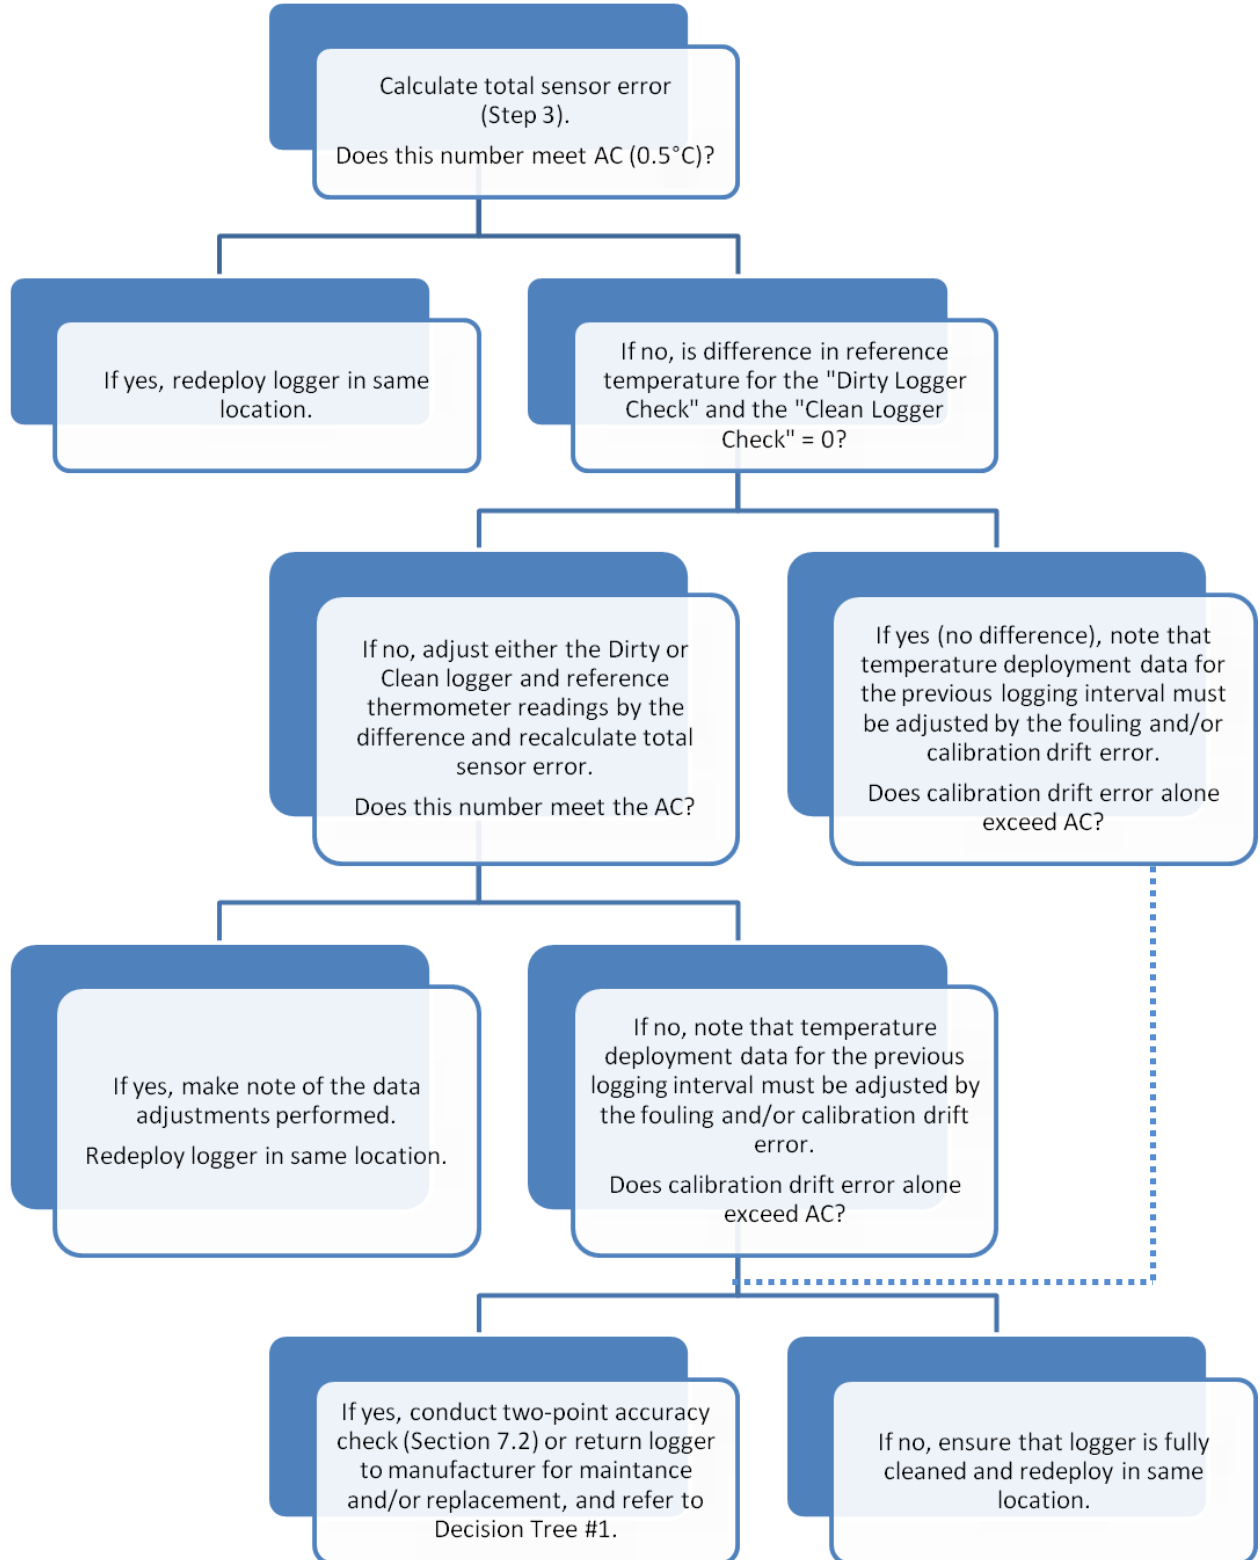 Calculate total sensor error
(Step 3).
Does this number meet AC (0.5°C)?
If yes, redeploy logger in same
location.
If no, is difference in reference
temperature for the "Dirty Logger
Check" and the "Clean Logger
Check" = 0?
If no, adjust either the Dirty or
Clean logger and reference
thermometer readings by the
difference and recalculate total
sensor error.
Does this number meet the AC?
If yes (no difference), note that
temperature deployment data for
the previous logging interval must
be adjusted by the fouling and/or
calibration drift error.
Does calibration drift error alone
exceed AC?
If yes, make note of the data
adjustments performed.
Redeploy logger in same location.
If no, note that temperature
deployment data for the previous
logging interval must be adjusted by
the fouling and/or calibration drift
error.
Does calibration drift error alone
exceed AC?
If yes, conduct two-point accuracy
check (Section 7.2) or return logger
to manufacturer for maintance
and/or replacement, and refer to
Decision Tree #1.
If no, ensure that logger is fully
cleaned and redeploy in same
location.